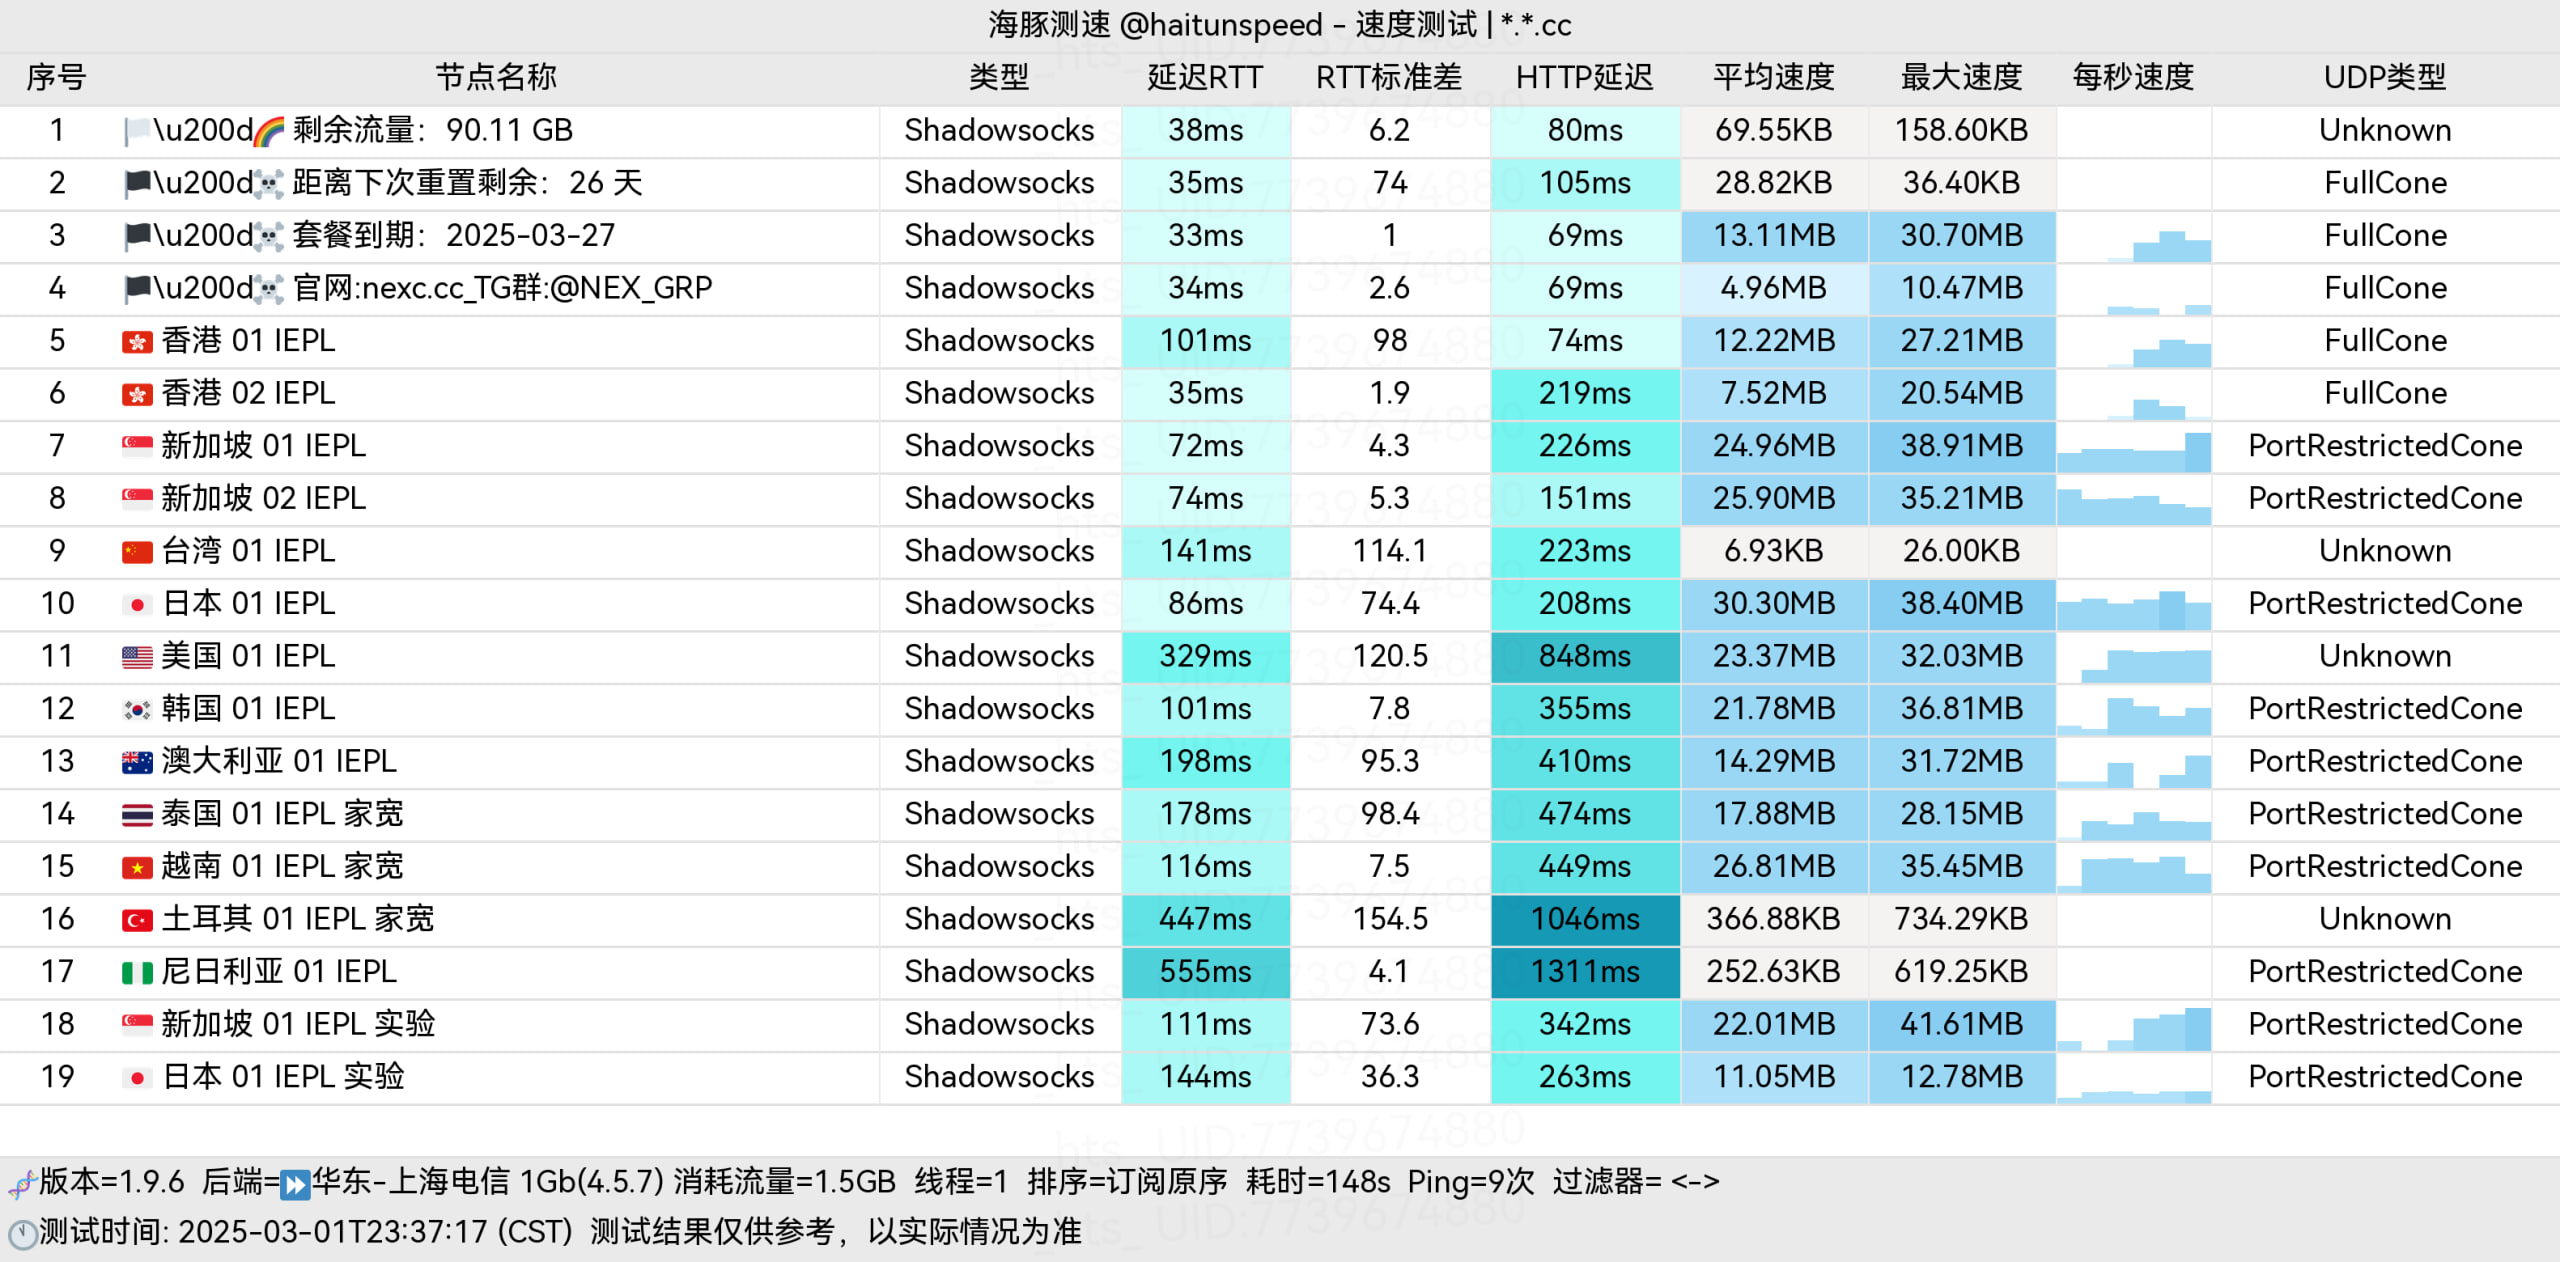 海豚测速 @haitunspeed - 速度测试 | *.*.cc
序号 节点名称 类型 延迟RTT RTT标准差 HTTP延迟 平均速度 最大速度 每秒速度 UDP类型
1 🏳️\u200d🌈 剩余流量：90.11 GB Shadowsocks 38ms 6.2 80ms 69.55KB 158.60KB Unknown
2 🏴\u200d☠️ 距离下次重置剩余：26 天 Shadowsocks 35ms 74 105ms 28.82KB 36.40KB FullCone
3 🏴\u200d☠️ 套餐到期：2025-03-27 Shadowsocks 33ms 1 69ms 13.11MB 30.70MB FullCone
4 🏴\u200d☠️ 官网:nexc.cc_TG群:@NEX_GRP Shadowsocks 34ms 2.6 69ms 4.96MB 10.47MB FullCone
5 🇭🇰 香港 01 IEPL Shadowsocks 101ms 98 74ms 12.22MB 27.21MB FullCone
6 🇭🇰 香港 02 IEPL Shadowsocks 35ms 1.9 219ms 7.52MB 20.54MB FullCone
7 🇸🇬 新加坡 01 IEPL Shadowsocks 72ms 4.3 226ms 24.96MB 38.91MB PortRestrictedCone
8 🇸🇬 新加坡 02 IEPL Shadowsocks 74ms 5.3 151ms 25.90MB 35.21MB PortRestrictedCone
9 🇨🇳 台湾 01 IEPL Shadowsocks 141ms 114.1 223ms 6.93KB 26.00KB Unknown
10 🇯🇵 日本 01 IEPL Shadowsocks 86ms 74.4 208ms 30.30MB 38.40MB PortRestrictedCone
11 🇺🇸 美国 01 IEPL Shadowsocks 329ms 120.5 848ms 23.37MB 32.03MB Unknown
12 🇰🇷 韩国 01 IEPL Shadowsocks 101ms 7.8 355ms 21.78MB 36.81MB PortRestrictedCone
13 🇦🇺 澳大利亚 01 IEPL Shadowsocks 198ms 95.3 410ms 14.29MB 31.72MB PortRestrictedCone
14 🇹🇭 泰国 01 IEPL 家宽 Shadowsocks 178ms 98.4 474ms 17.88MB 28.15MB PortRestrictedCone
15 🇻🇳 越南 01 IEPL 家宽 Shadowsocks 116ms 7.5 449ms 26.81MB 35.45MB PortRestrictedCone
16 🇹🇷 土耳其 01 IEPL 家宽 Shadowsocks 447ms 154.5 1046ms 366.88KB 734.29KB Unknown
17 🇳🇬 尼日利亚 01 IEPL Shadowsocks 555ms 4.1 1311ms 252.63KB 619.25KB PortRestrictedCone
18 🇸🇬 新加坡 01 IEPL 实验 Shadowsocks 111ms 73.6 342ms 22.01MB 41.61MB PortRestrictedCone
19 🇯🇵 日本 01 IEPL 实验 Shadowsocks 144ms 36.3 263ms 11.05MB 12.78MB PortRestrictedCone
🧬版本=1.9.6 后端=⏩华东-上海电信 1Gb(4.5.7) 消耗流量=1.5GB 线程=1 排序=订阅原序 耗时=148s Ping=9次 过滤器= <->
🕚测试时间: 2025-03-01T23:37:17 (CST) 测试结果仅供参考，以实际情况为准
_hts_ UID:7739674880